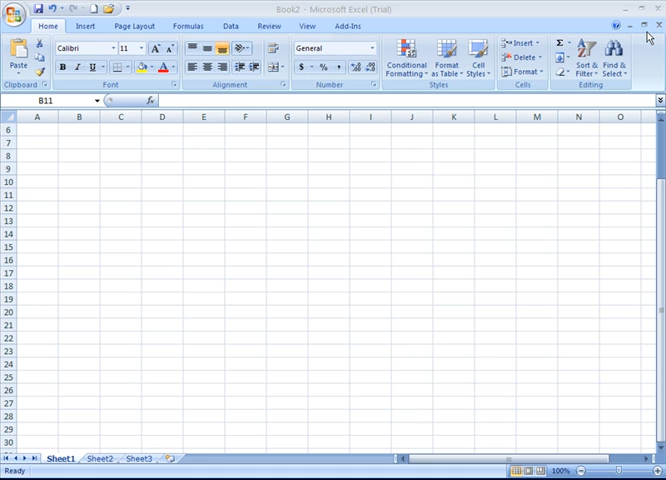 Book2 - Microsoft Excel (Trial)
Home Insert Page Layout Formulas Data Review View Add-Ins
Paste Calibri 11 General Conditional Formatting Format as Table Cell Styles Insert Delete Format Sort & Filter Find & Select
B I U $ % ,
Clipboard Font Alignment Number Styles Cells Editing
B11 fx
A B C D E F G H I J K L M N O
6
7
8
9
10
11
12
13
14
15
16
17
18
19
20
21
22
23
24
25
26
27
28
29
30
Sheet1 Sheet2 Sheet3
Ready 100%